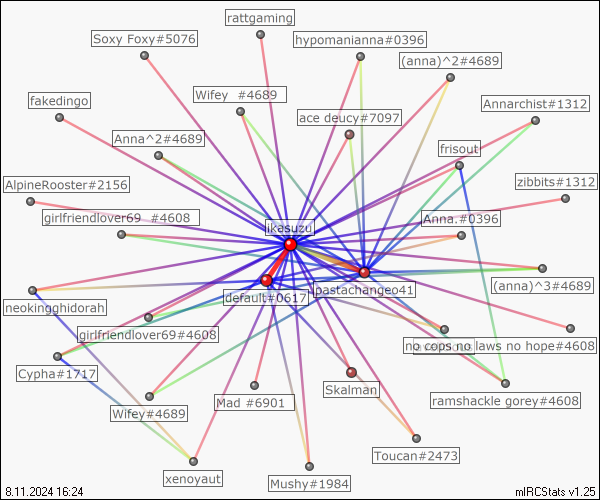 rattgaming
Soxy Foxy#5076
hypomanianna#0396
(anna)^2#4689
Wifey #4689
fakedingo
Annarchist#1312
ace deucy#7097
Anna^2#4689
frisout
AlpineRooster#2156
zibbits#1312
girlfriendlover69 #4608
Anna.#0396
likasuzu
(anna)^3#4689
pastachangeo41
default#0617
neokingghidorah
girlfriendlover69#4608
no cops no laws no hope#4608
Cypha#1717
Skalman
ramshackle gorey#4608
Mad #6901
Wifey#4689
Toucan#2473
xenoyaut
Mushy#1984
8.11.2024 16:24
mIRCStats v1.25